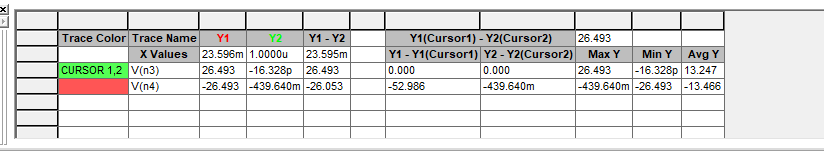 Y1(Cursor1) - Y2(Cursor2) 26.493
Trace Color Trace Name Y1 Y2 Y1 - Y2
X Values 23.596m 1.0000u 23.595m Y1 - Y1(Cursor1) Y2 - Y2(Cursor2) Max Y Min Y Avg Y
CURSOR 1,2 V(n3) 26.493 -16.328p 26.493 0.000 0.000 26.493 -16.328p 13.247
V(n4) -26.493 -439.640m -26.053 -52.986 -439.640m -439.640m -26.493 -13.466